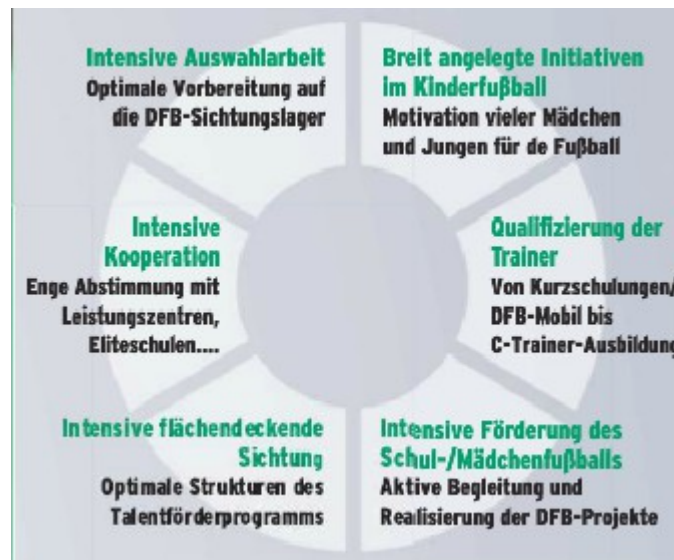 Intensive Auswahlarbeit
Optimale Vorbereitung auf
die DFB-Sichtungslager
Breit angelegte Initiativen
im Kinderfußball
Motivation vieler Mädchen
und Jungen für de Fußball
Intensive
Kooperation
Enge Abstimmung mit
Leistungszentren,
Eliteschulen....
Qualifizierung der
Trainer
Von Kurzschulungen/
DFB-Mobil bis
C-Trainer-Ausbildung
Intensive flächendeckende
Sichtung
Optimale Strukturen des
Talentförderprogramms
Intensive Förderung des
Schul-/Mädchenfußballs
Aktive Begleitung und
Realisierung der DFB-Projekte